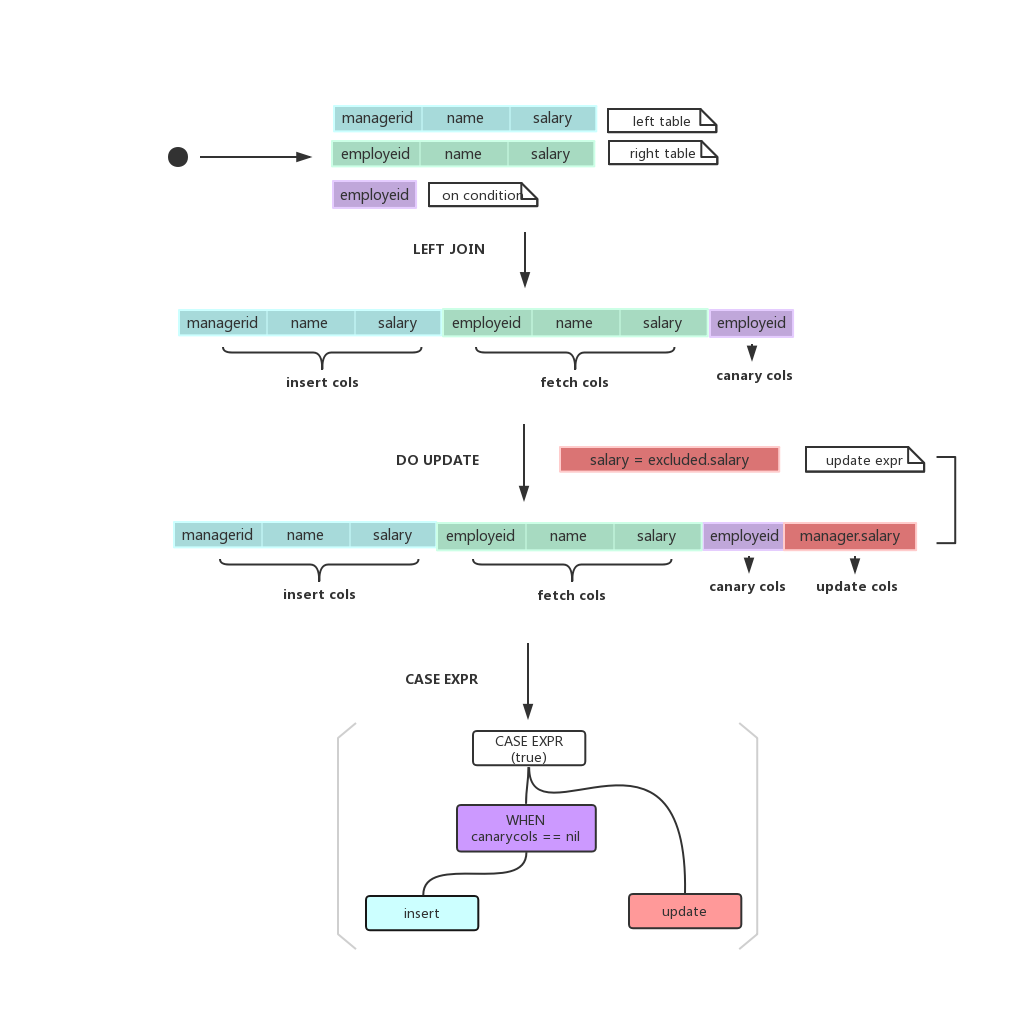 managerid name salary left table
employeid name salary right table
employeid on condition
LEFT JOIN
managerid name salary employeid name salary employeid
insert cols fetch cols canary cols
DO UPDATE salary = excluded.salary update expr
managerid name salary employeid name salary employeid manager.salary
insert cols fetch cols canary cols update cols
CASE EXPR
CASE EXPR
(true)
WHEN
canarycols == nil
insert update